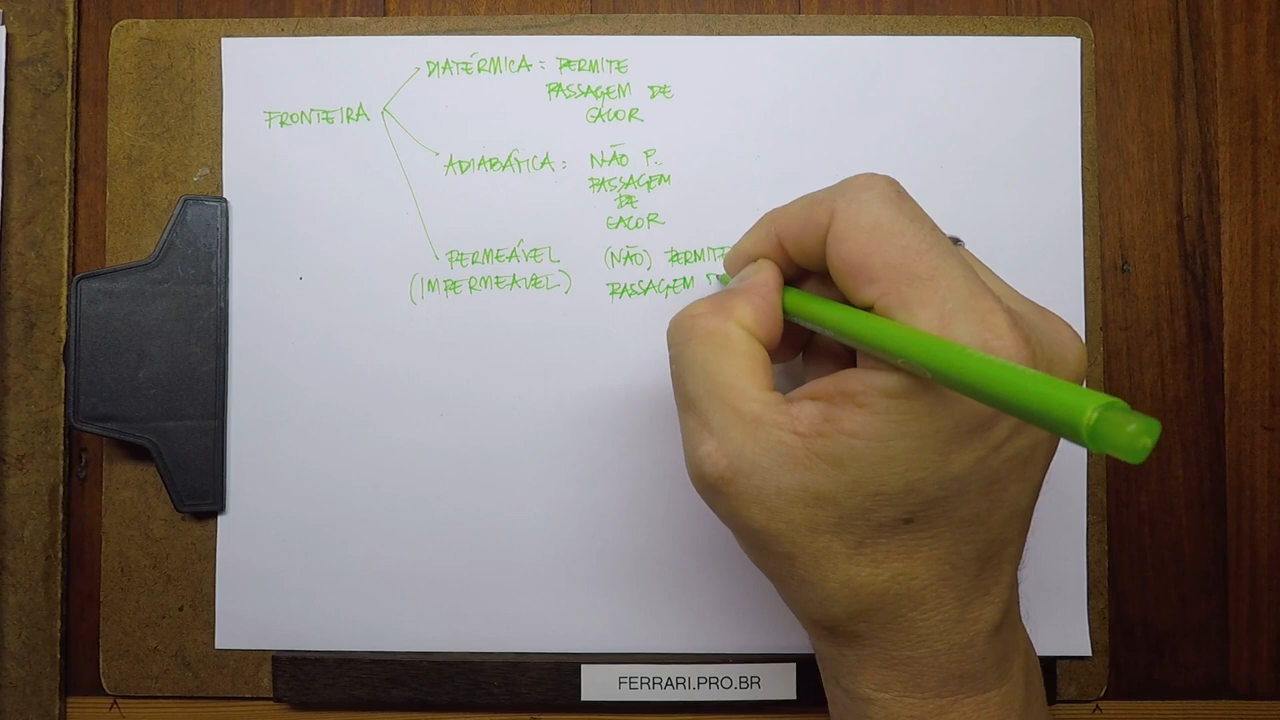 FRONTEIRA
DIATÉRMICA: PERMITE
PASSAGEM DE
CALOR
ADIABÁTICA: NÃO P..
PASSAGEM
DE
CALOR
PERMEÁVEL (NÃO) PERMITE
(IMPERMEÁVEL) PASSAGEM
FERRARI.PRO.BR